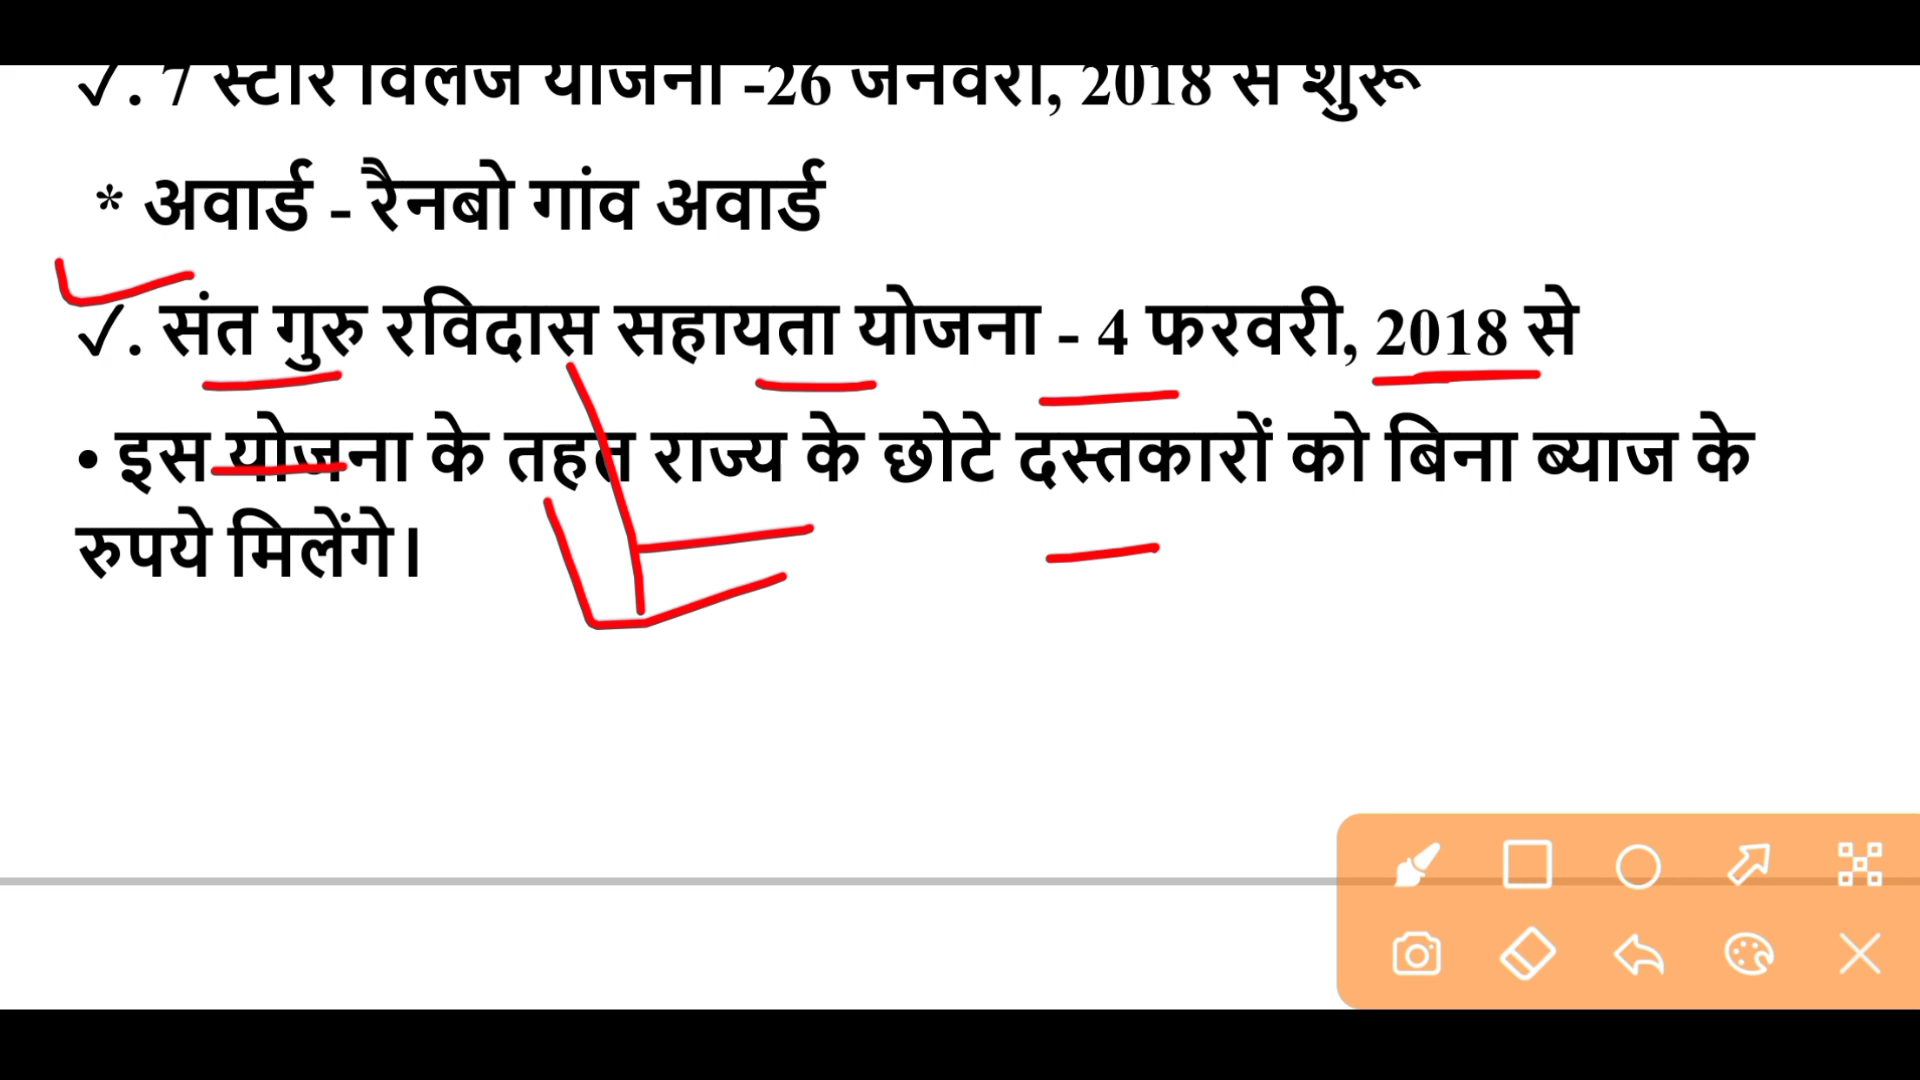 ✓. 7 स्टार विलेज योजना -26 जनवरी, 2018 से शुरू
* अवार्ड - रैनबो गांव अवार्ड
✓. संत गुरु रविदास सहायता योजना - 4 फरवरी, 2018 से
• इस योजना के तहत राज्य के छोटे दस्तकारों को बिना ब्याज के
रुपये मिलेंगे।